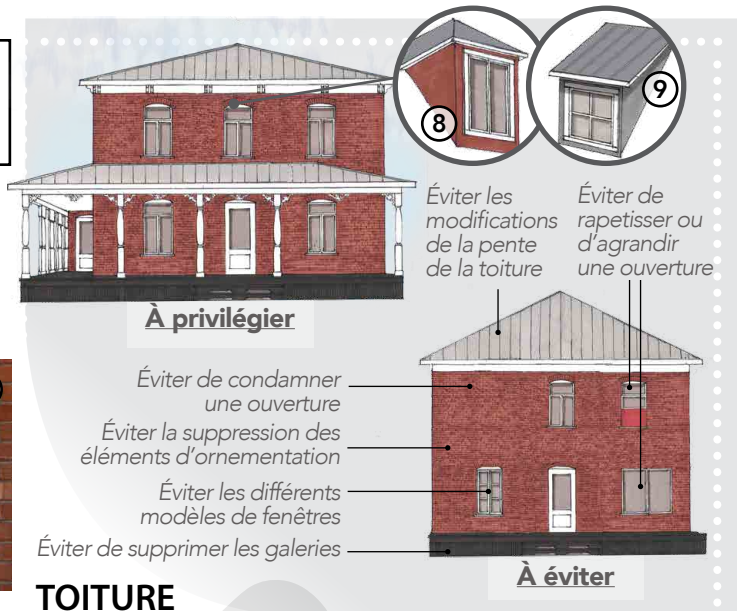 8
9
Éviter les
modifications
de la pente
de la toiture
Éviter de
rapetisser ou
d'agrandir
une ouverture
À privilégier
Éviter de condamner
une ouverture
Éviter la suppression des
éléments d'ornementation
Éviter les différents
modèles de fenêtres
Éviter de supprimer les galeries
À éviter
TOITURE